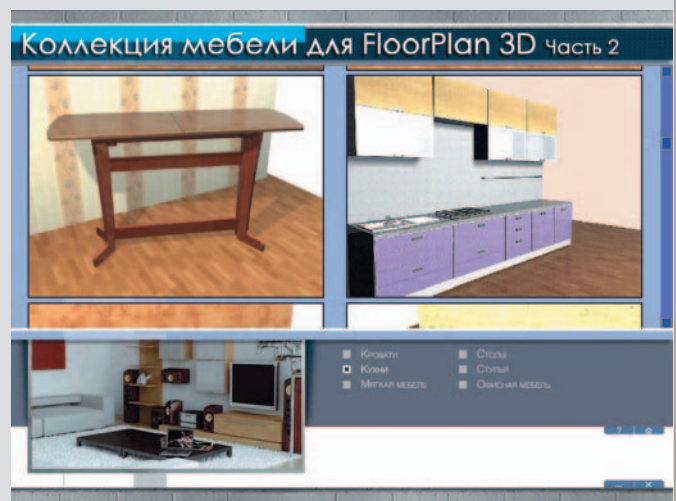 Коллекция мебели для FloorPlan 3D Часть 2
Кровати
Столы
Кухни
Стулья
Мягкая мебель
Офисная мебель
?